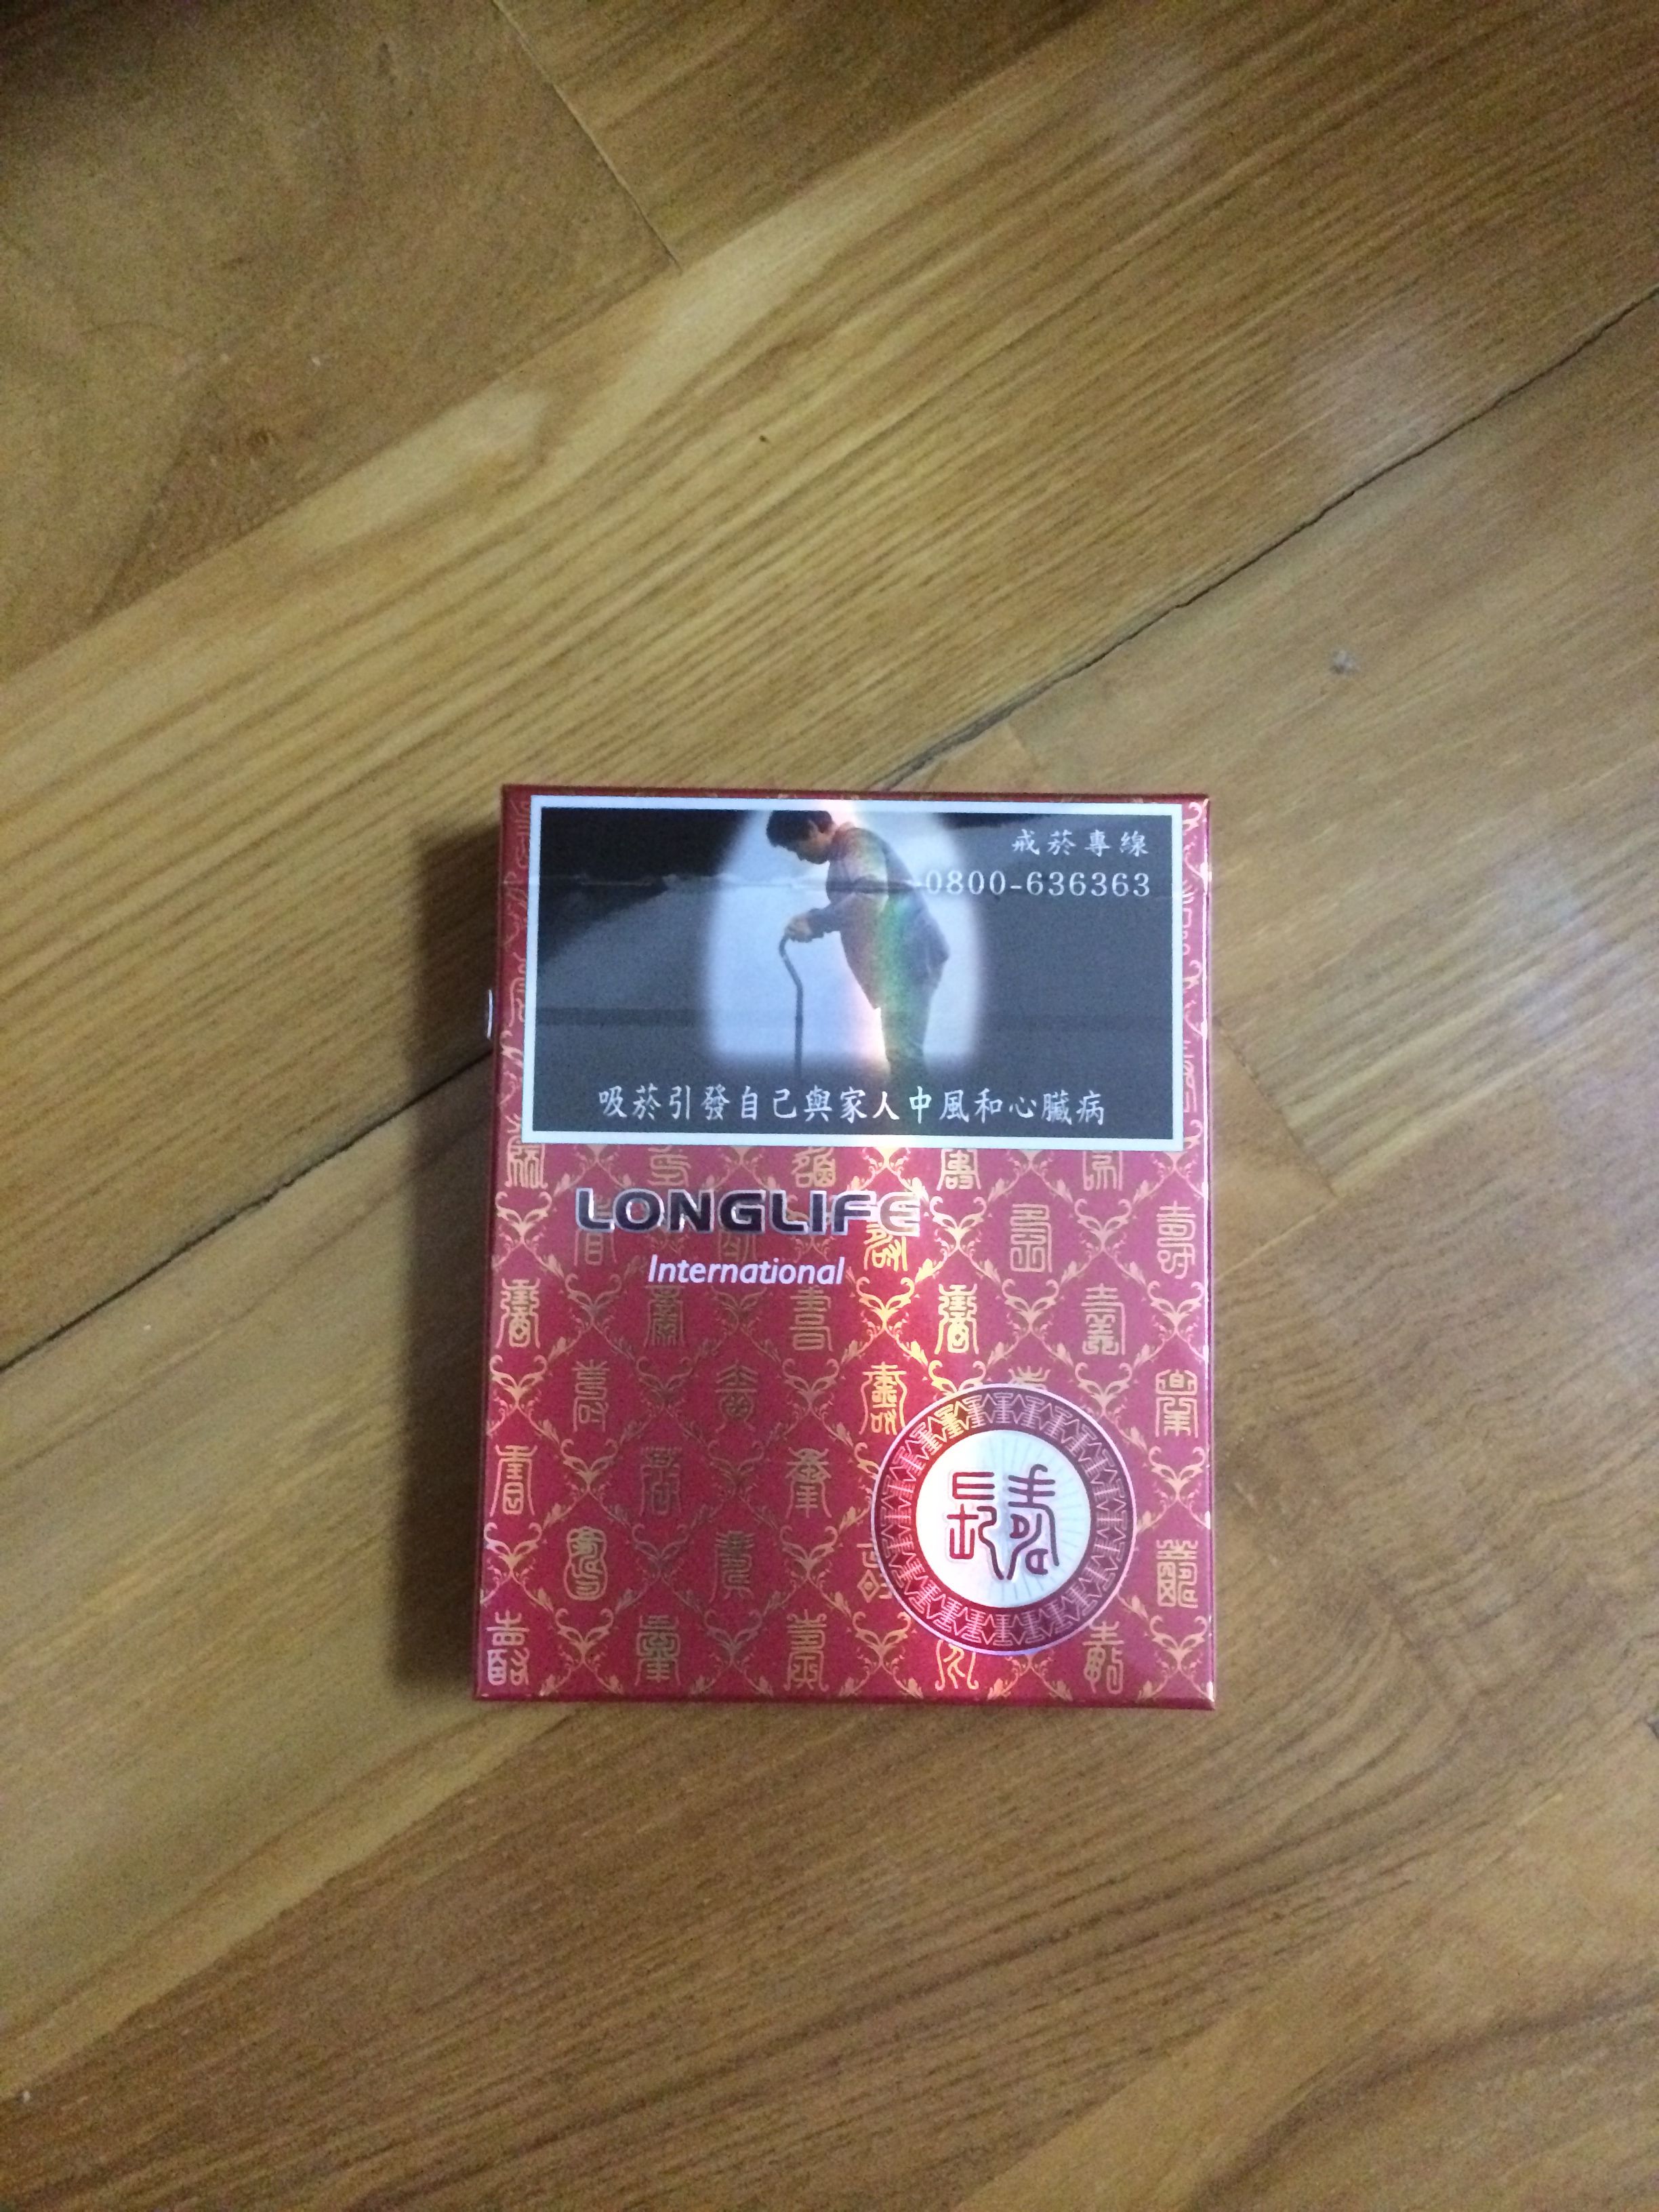 戒菸專線
0800-636363
吸菸引發自己與家人中風和心臟病
LONGLIFE
International
長壽